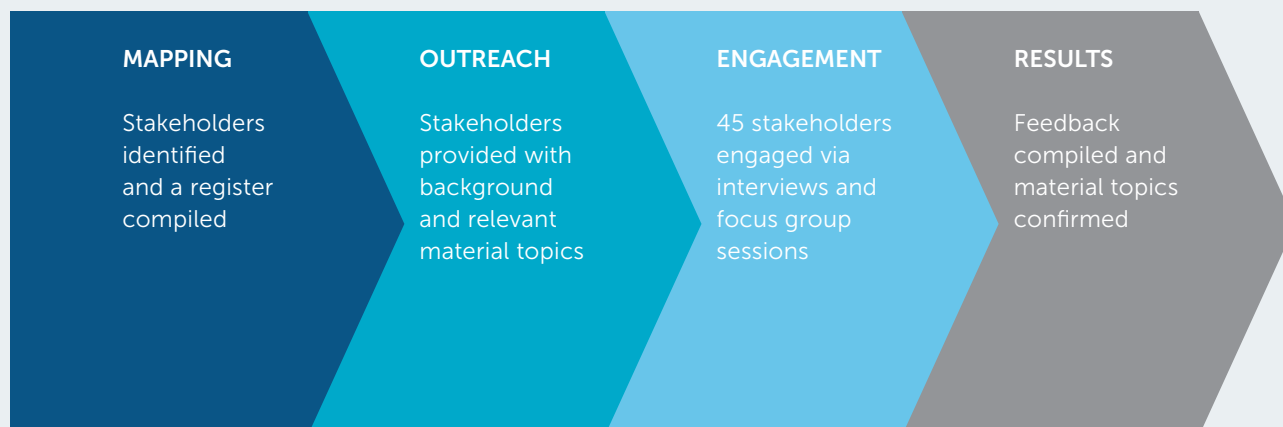 MAPPING
Stakeholders
identified
and a register
compiled
OUTREACH
Stakeholders
provided with
background
and relevant
material topics
ENGAGEMENT
45 stakeholders
engaged via
interviews and
focus group
sessions
RESULTS
Feedback
compiled and
material topics
confirmed